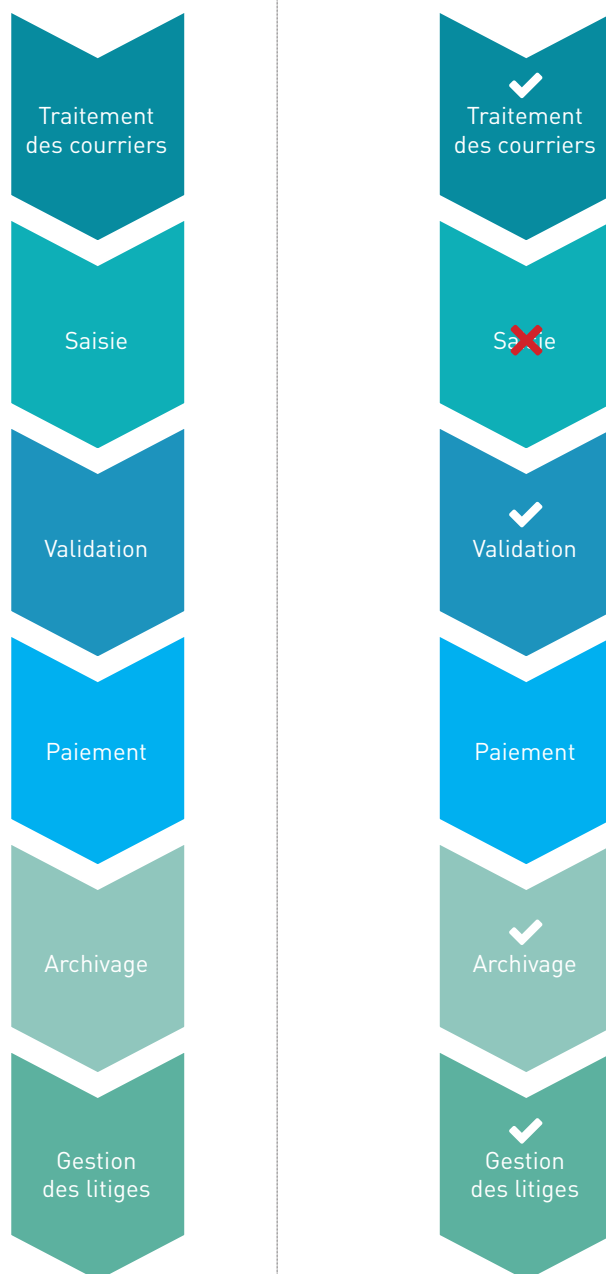 Traitement
des courriers
Saisie
Validation
Paiement
Archivage
Gestion
des litiges
Traitement
des courriers
Saisie
Validation
Paiement
Archivage
Gestion
des litiges